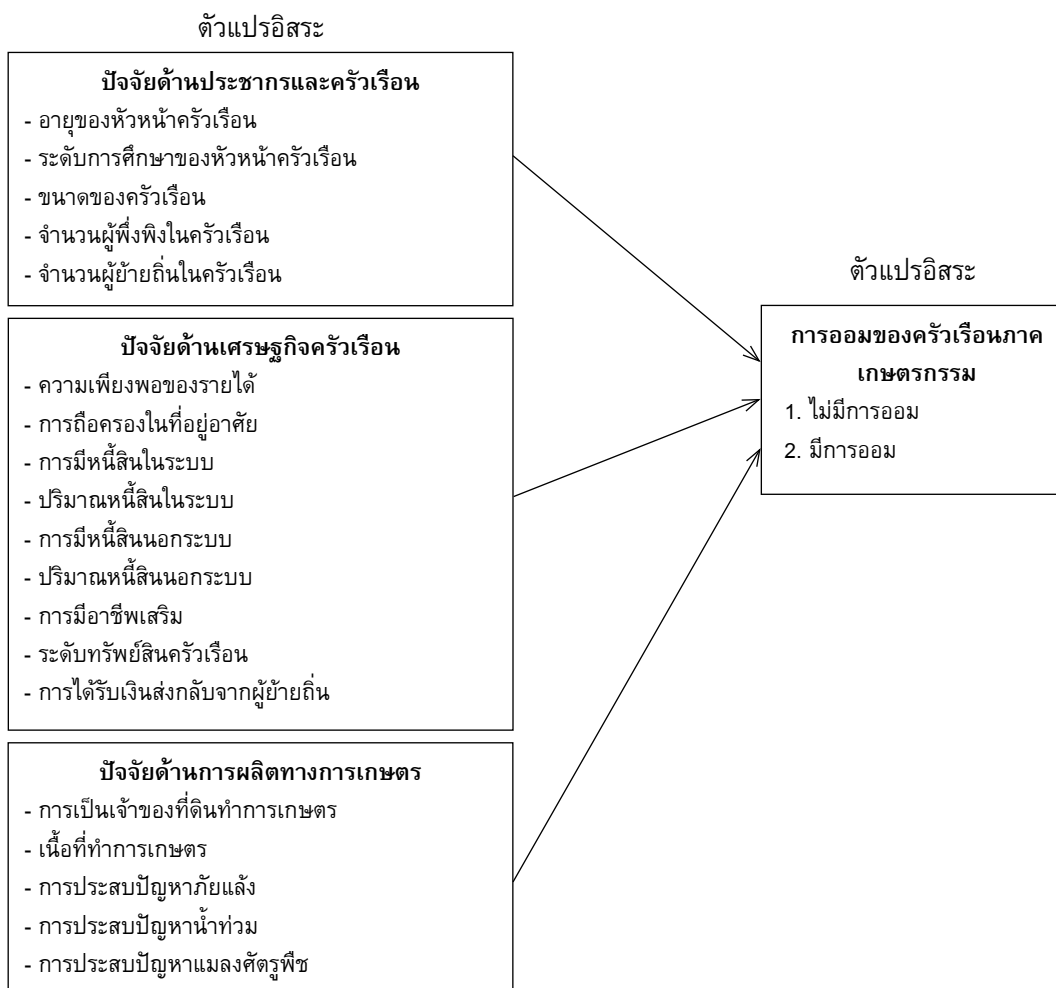 ตัวแปรอิสระ
ปัจจัยด้านประชากรและครัวเรือน
- อายุของหัวหน้าครัวเรือน
- ระดับการศึกษาของหัวหน้าครัวเรือน
- ขนาดของครัวเรือน
- จำนวนผู้พึ่งพิงในครัวเรือน
- จำนวนผู้ย้ายถิ่นในครัวเรือน
ปัจจัยด้านเศรษฐกิจครัวเรือน
- ความเพียงพอของรายได้
- การถือครองในที่อยู่อาศัย
- การมีหนี้สินในระบบ
- ปริมาณหนี้สินในระบบ
- การมีหนี้สินนอกระบบ
- ปริมาณหนี้สินนอกระบบ
- การมีอาชีพเสริม
- ระดับทรัพย์สินครัวเรือน
- การได้รับเงินส่งกลับจากผู้ย้ายถิ่น
ปัจจัยด้านการผลิตทางการเกษตร
- การเป็นเจ้าของที่ดินทำการเกษตร
- เนื้อที่ทำการเกษตร
- การประสบปัญหาภัยแล้ง
- การประสบปัญหาน้ำท่วม
- การประสบปัญหาแมลงศัตรูพืช
ตัวแปรอิสระ
การออมของครัวเรือนภาค
เกษตรกรรม
1. ไม่มีการออม
2. มีการออม